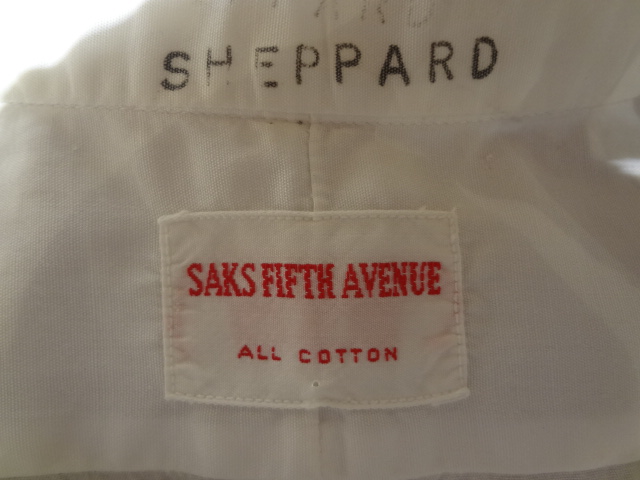 SHEPPARD
SAKS FIFTH AVENUE
ALL COTTON